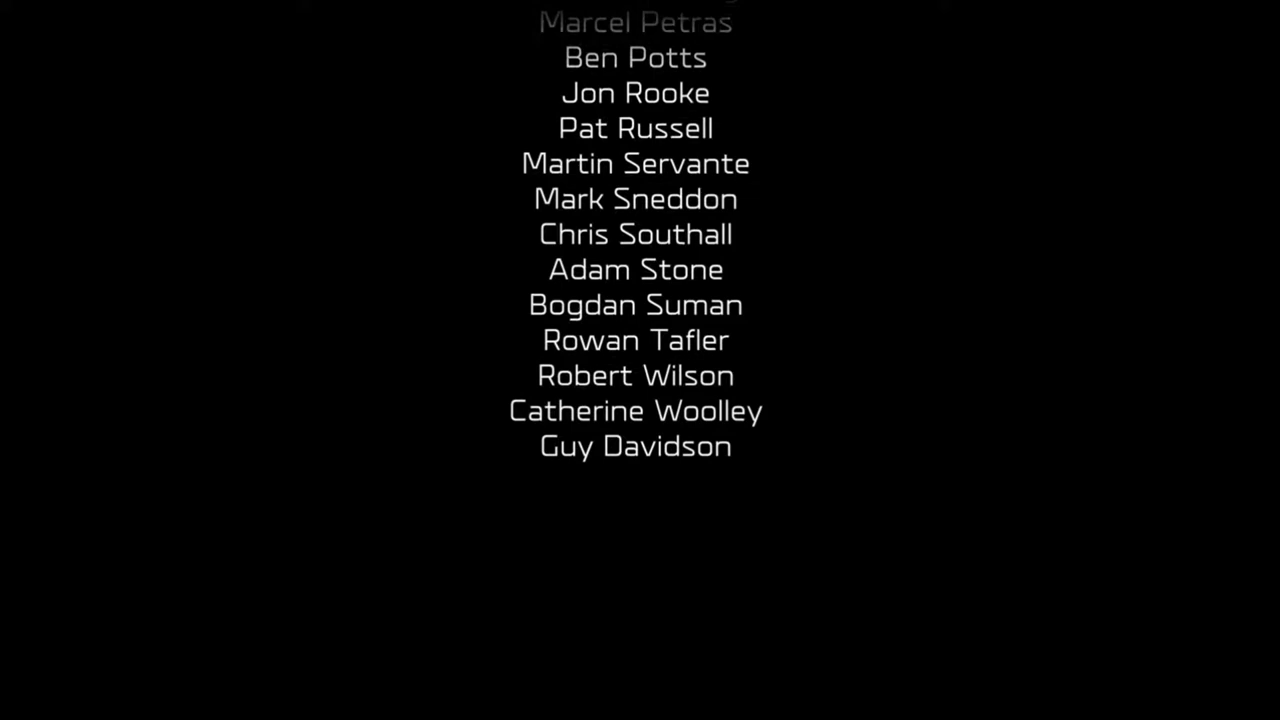 Marcel Petras
Ben Potts
Jon Rooke
Pat Russell
Martin Servante
Mark Sneddon
Chris Southall
Adam Stone
Bogdan Suman
Rowan Tafler
Robert Wilson
Catherine Woolley
Guy Davidson